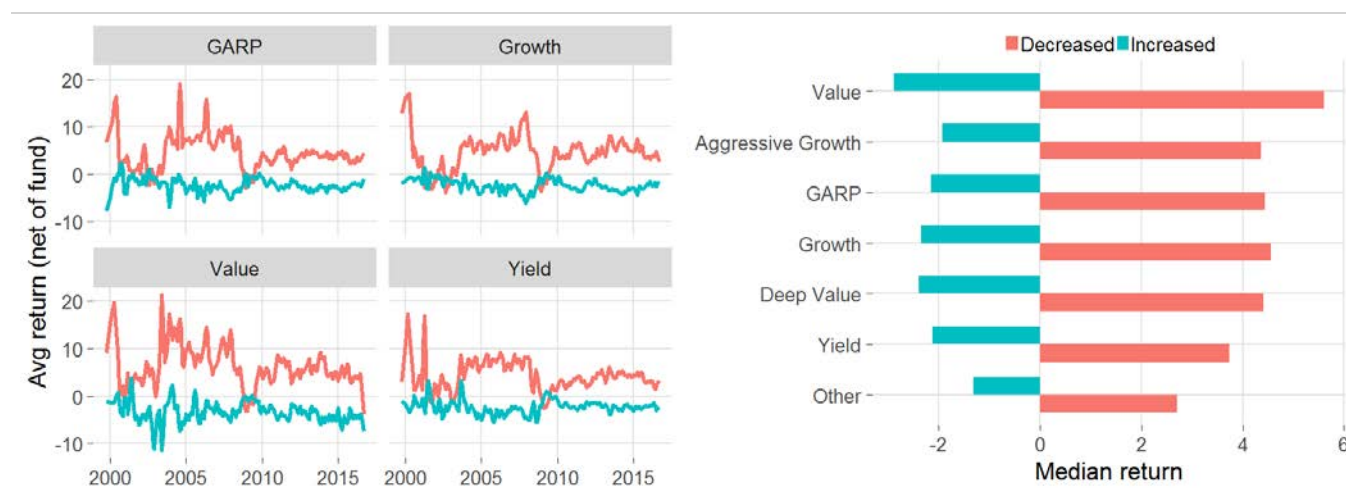 GARP
Growth
20
10
0
-10
Value
Yield
20
10
0
-10
2000 2005 2010 2015 2000 2005 2010 2015
Avg return (net of fund)
Decreased Increased
Value
Aggressive Growth
GARP
Growth
Deep Value
Yield
Other
-2 0 2 4 6
Median return